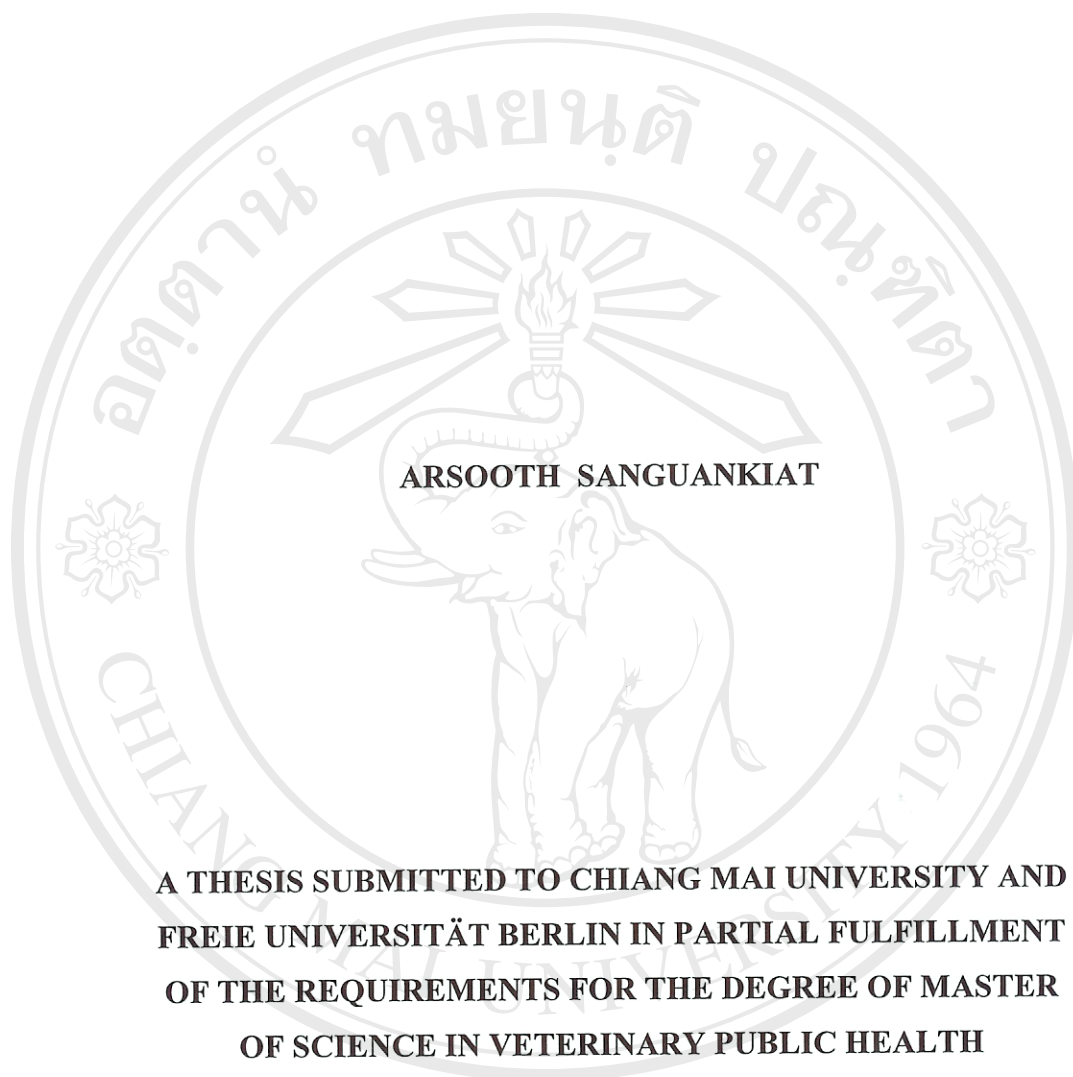 อตฺตานํ ทมยนฺติ ปณฺฑิตา
ARSOOTH SANGUANKIAT
CHIANG MAI UNIVERSITY 1964
A THESIS SUBMITTED TO CHIANG MAI UNIVERSITY AND
FREIE UNIVERSITÄT BERLIN IN PARTIAL FULFILLMENT
OF THE REQUIREMENTS FOR THE DEGREE OF MASTER
OF SCIENCE IN VETERINARY PUBLIC HEALTH